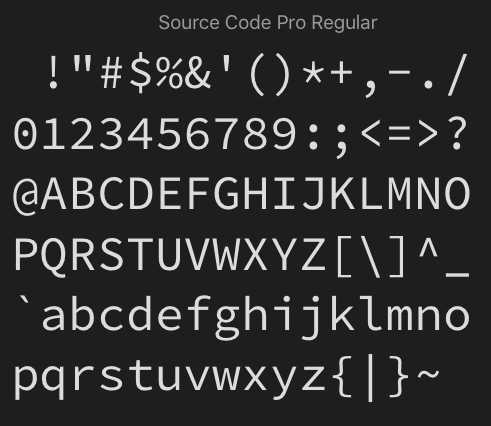 Source Code Pro Regular
 !"#$%&'()*+,-./
0123456789:;<=>?
@ABCDEFGHIJKLMNO
PQRSTUVWXYZ[\]^_
`abcdefghijklmno
pqrstuvwxyz{|}~